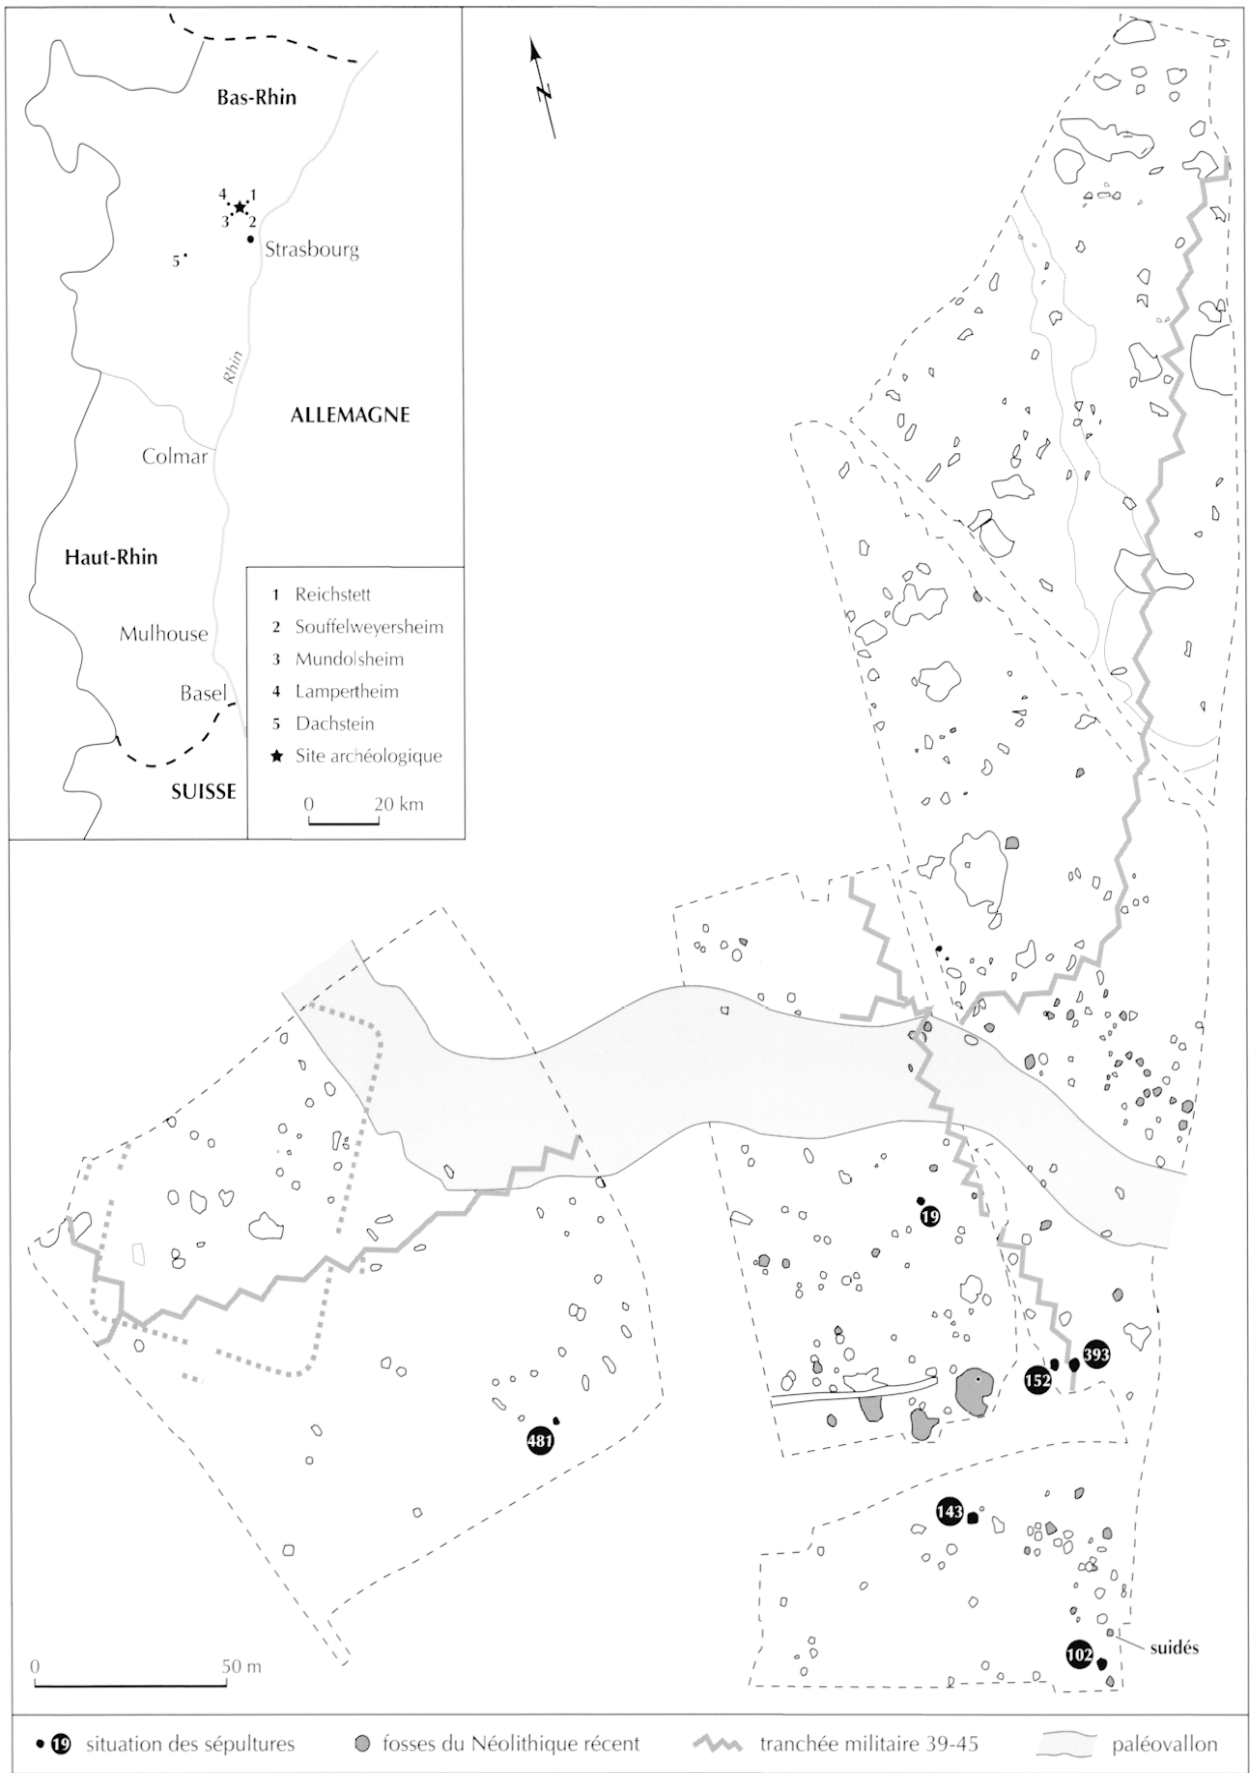 Bas-Rhin
N
4
1
3
2
Strasbourg
5
Rhin
ALLEMAGNE
Colmar
Haut-Rhin
Mulhouse
Basel
SUISSE
1 Reichstett
2 Souffelweyersheim
3 Mundolsheim
4 Lampertheim
5 Dachstein
★ Site archéologique
0 20 km
19
393
152
481
143
102
suidés
0 50 m
19 situation des sépultures
fosses du Néolithique récent
tranchée militaire 39-45
paléovallon